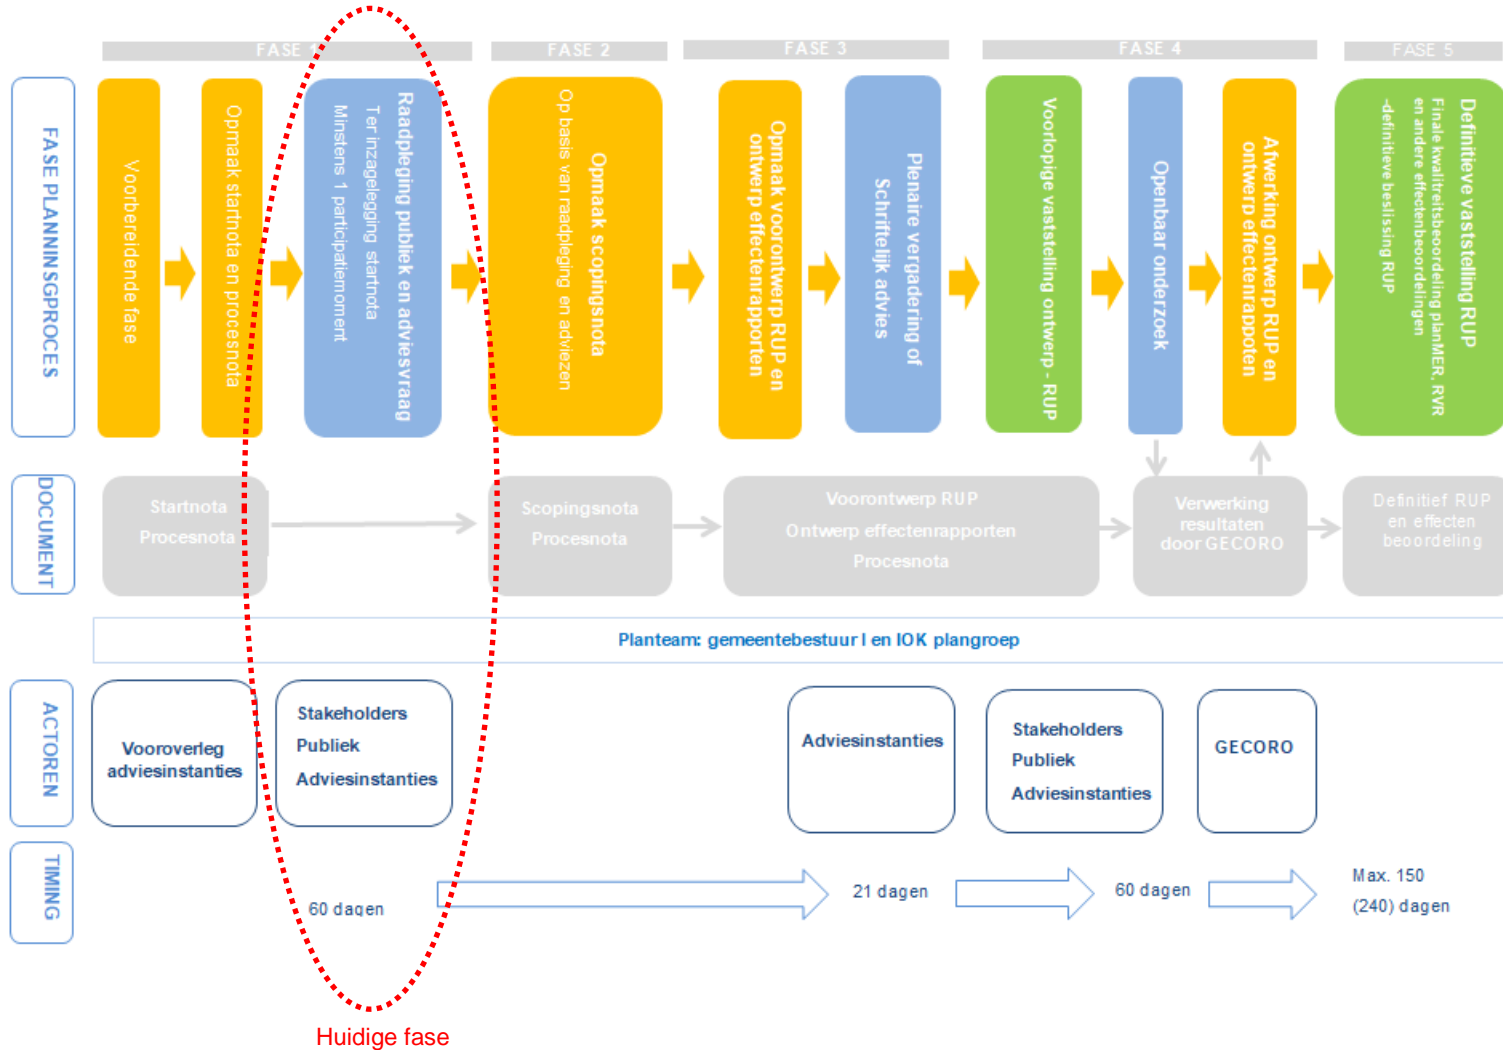 FASE 1
FASE 2
FASE 3
FASE 4
FASE 5
FASE PLANNINSGPROCES
Voorbereidende fase
Opmaak startnota en procesnota
Raadpleging publiek en adviesvraag
Ter inzagelegging startnota
Minstens 1 participatiemoment
Opmaak scopingsnota
Op basis van raadpleging en adviezen
Opmaak voorontwerp RUP en
ontwerp effectenrapporten
Plenaire vergadering of
Schriftelijk advies
Voorlopige vaststelling ontwerp - RUP
Openbaar onderzoek
Afwerking ontwerp RUP en
ontwerp effectenrappoten
Definitieve vaststelling RUP
Finale kwalitreitsbeoordeling planMER, RVR
en andere effectenbeoordelingen
-definitieve beslissing RUP
DOCUMENT
Startnota
Procesnota
Scopingsnota
Procesnota
Voorontwerp RUP
Ontwerp effectenrapporten
Procesnota
Verwerking
resultaten
door GECORO
Definitief RUP
en effecten
beoordeling
Planteam: gemeentebestuur l en IOK plangroep
ACTOREN
Vooroverleg
adviesinstanties
Stakeholders
Publiek
Adviesinstanties
Adviesinstanties
Stakeholders
Publiek
Adviesinstanties
GECORO
TIMING
60 dagen
21 dagen
60 dagen
Max. 150
(240) dagen
Huidige fase